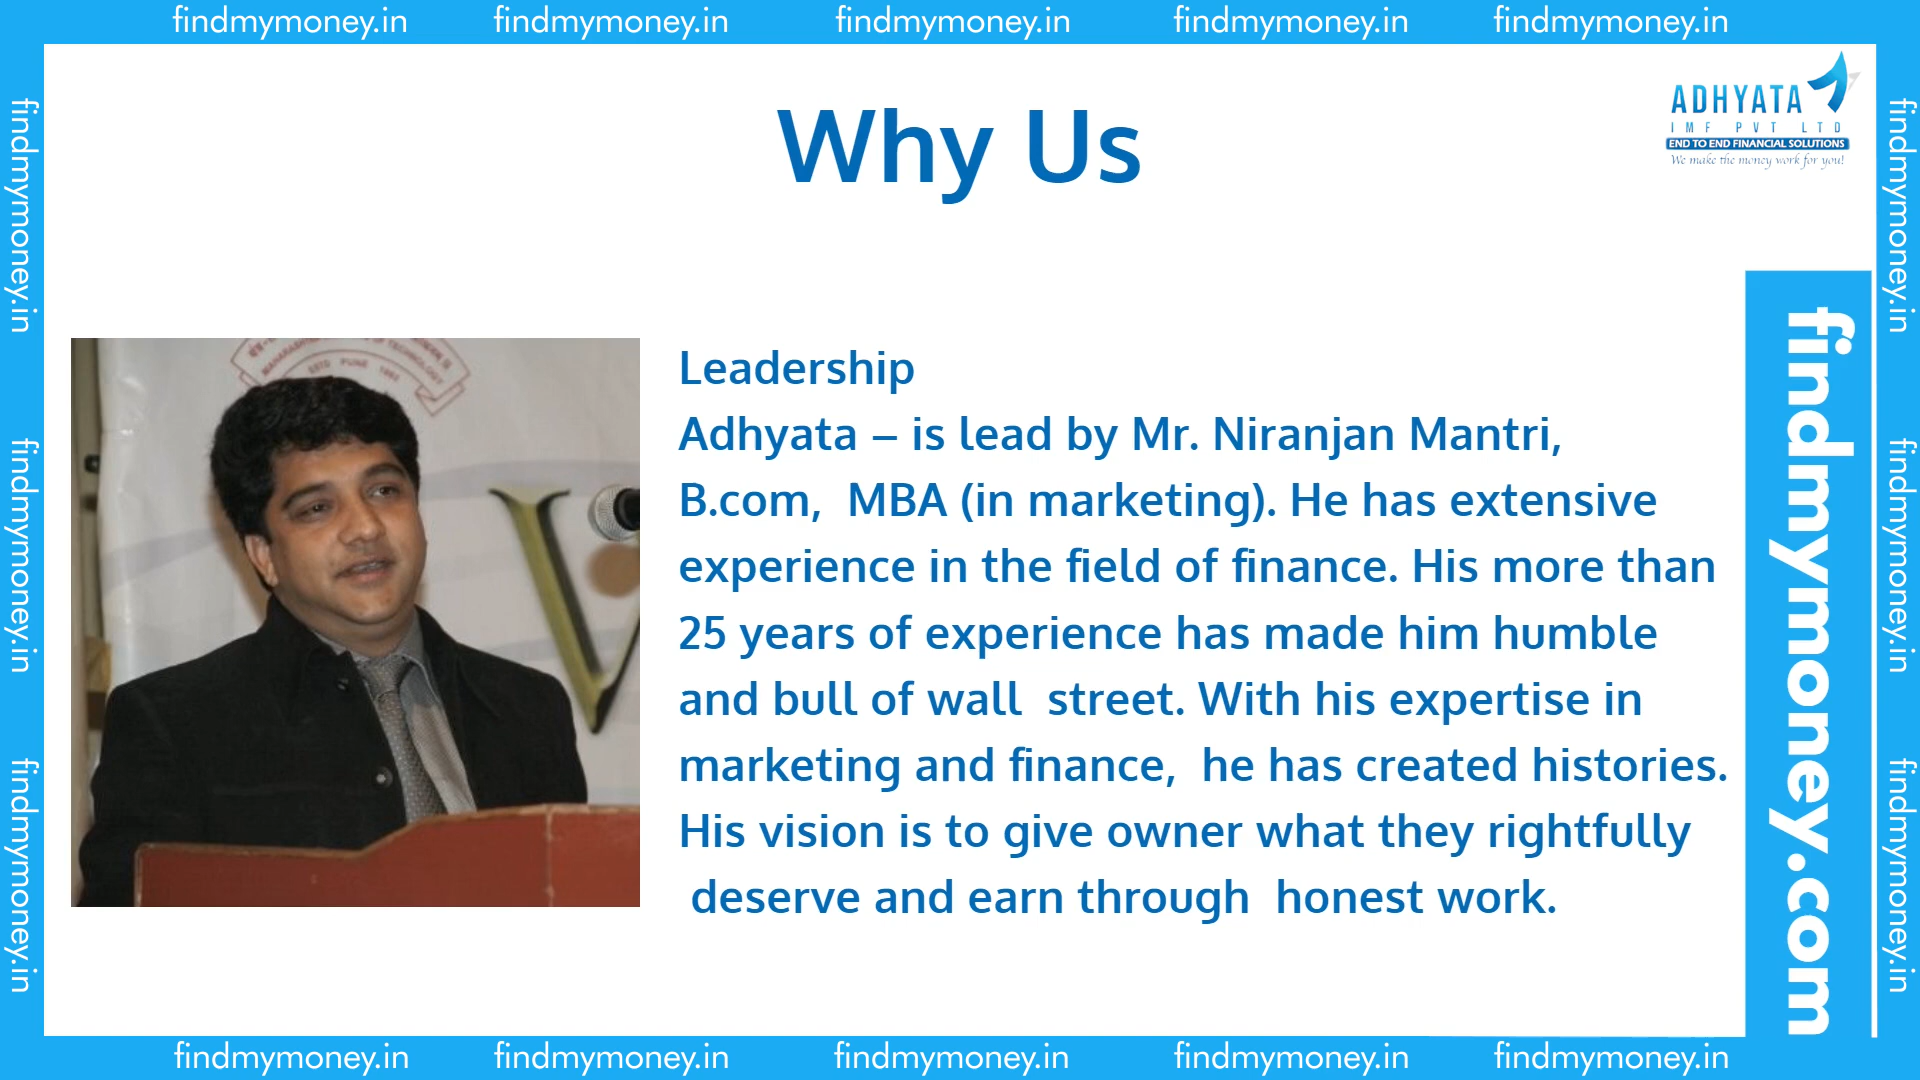 findmymoney.in findmymoney.in findmymoney.in findmymoney.in findmymoney.in
Why Us
ADHYATA
IMF PVT LTD
END TO END FINANCIAL SOLUTIONS
We make the money work for you!
findmymoney.in
findmymoney.in
findmymoney.in
ESTD PUNE
V
Leadership
Adhyata – is lead by Mr. Niranjan Mantri,
B.com, MBA (in marketing). He has extensive
experience in the field of finance. His more than
25 years of experience has made him humble
and bull of wall street. With his expertise in
marketing and finance, he has created histories.
His vision is to give owner what they rightfully
deserve and earn through honest work.
findmymoney.com
findmymoney.in
findmymoney.in
findmymoney.in
findmymoney.in findmymoney.in findmymoney.in findmymoney.in findmymoney.in